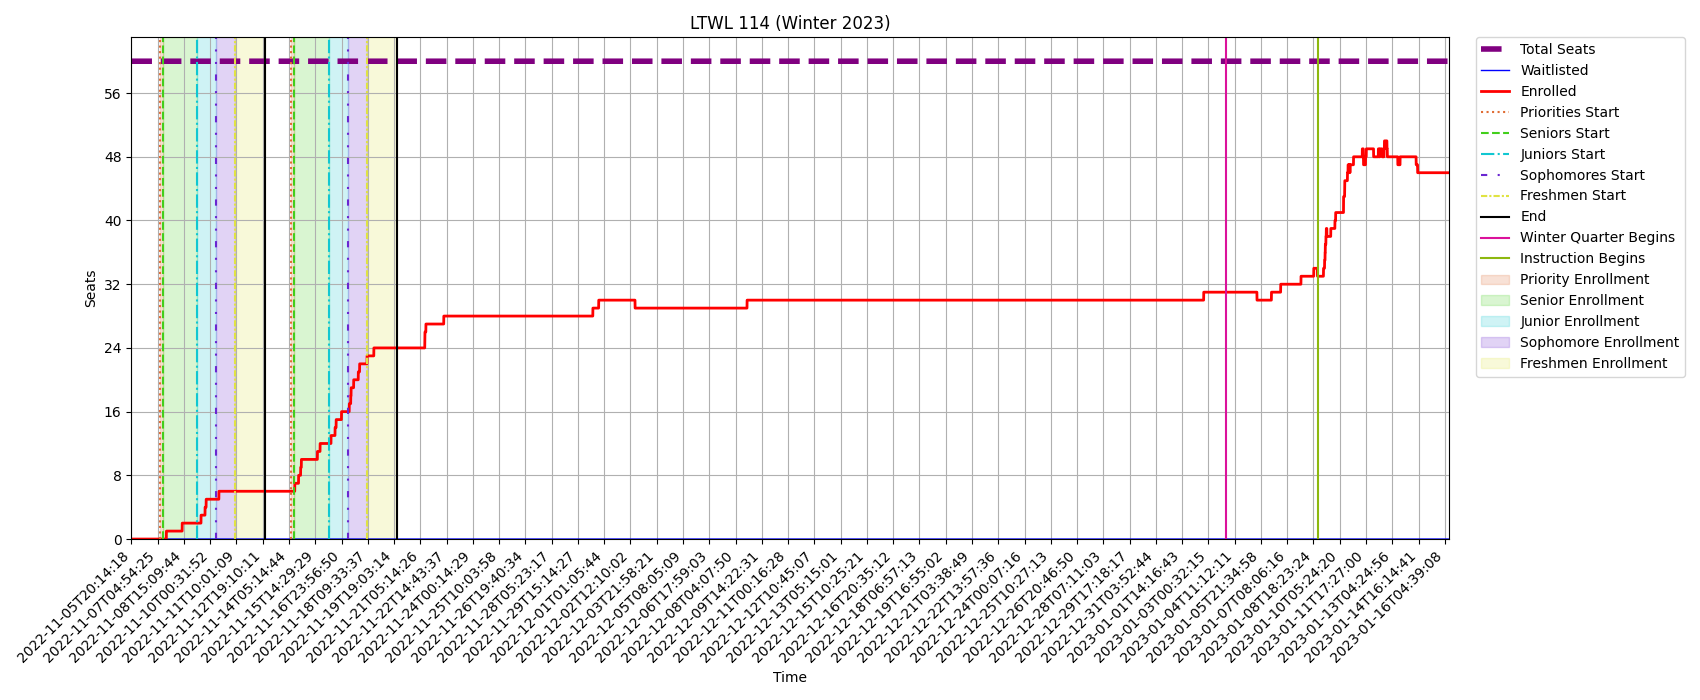 LTWL 114 (Winter 2023)
56
48
40
32
24
16
8
0
Seats
2022-11-05T20:14:18
2022-11-07T04:54:25
2022-11-08T15:09:44
2022-11-10T00:31:52
2022-11-11T10:01:09
2022-11-12T19:10:11
2022-11-14T05:14:44
2022-11-15T14:29:29
2022-11-16T23:56:50
2022-11-18T09:33:37
2022-11-19T19:03:14
2022-11-21T05:14:26
2022-11-22T14:43:37
2022-11-24T00:14:29
2022-11-25T10:03:58
2022-11-26T19:40:34
2022-11-28T05:23:17
2022-11-29T15:14:27
2022-12-01T01:05:44
2022-12-02T12:10:02
2022-12-03T21:58:21
2022-12-05T08:05:09
2022-12-06T17:59:03
2022-12-08T04:07:50
2022-12-09T14:22:31
2022-12-11T00:16:28
2022-12-12T10:45:07
2022-12-13T05:15:01
2022-12-15T10:25:21
2022-12-16T20:35:12
2022-12-18T06:57:13
2022-12-19T16:55:02
2022-12-21T03:38:49
2022-12-22T13:57:36
2022-12-24T00:07:16
2022-12-25T10:27:13
2022-12-26T20:46:50
2022-12-28T07:11:03
2022-12-29T17:18:17
2022-12-31T03:52:44
2023-01-01T14:16:43
2023-01-03T00:32:15
2023-01-04T11:12:11
2023-01-05T21:34:58
2023-01-07T08:06:16
2023-01-08T18:23:24
2023-01-10T05:24:20
2023-01-11T17:27:00
2023-01-13T04:24:56
2023-01-14T16:14:41
2023-01-16T04:39:08
Time
Total Seats
Waitlisted
Enrolled
Priorities Start
Seniors Start
Juniors Start
Sophomores Start
Freshmen Start
End
Winter Quarter Begins
Instruction Begins
Priority Enrollment
Senior Enrollment
Junior Enrollment
Sophomore Enrollment
Freshmen Enrollment